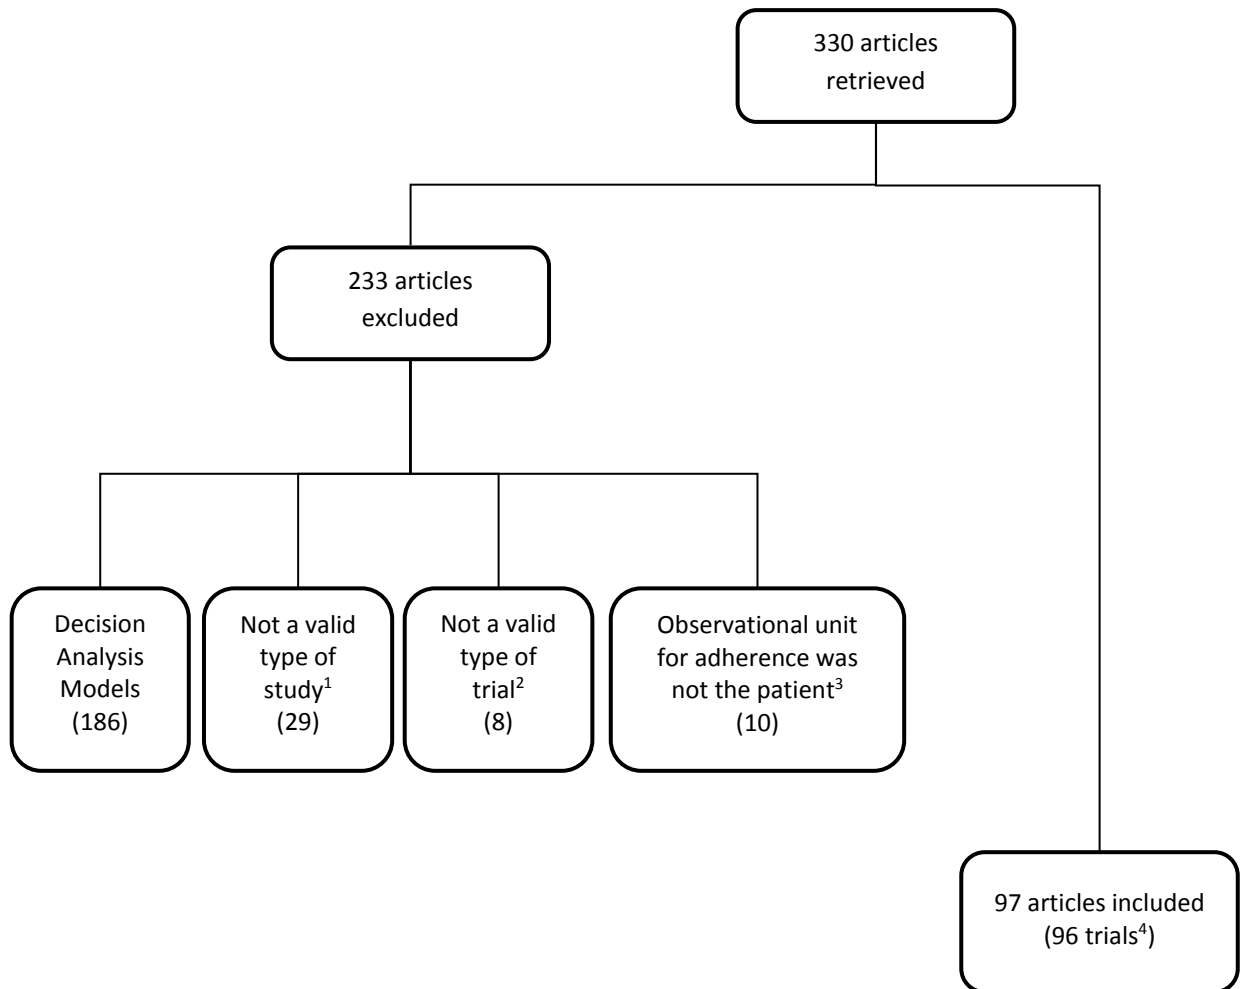 330 articles
retrieved
233 articles
excluded
Decision
Analysis
Models
(186)
Not a valid
type of
study¹
(29)
Not a valid
type of
trial²
(8)
Observational unit
for adherence was
not the patient³
(10)
97 articles included
(96 trials⁴)